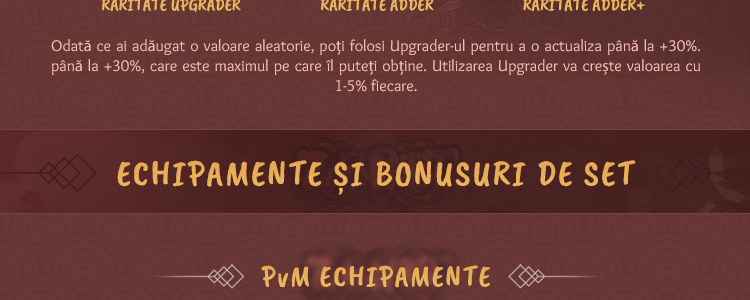 RARITATE UPGRADER RARITATE ADDER RARITATE ADDER+
Odată ce ai adăugat o valoare aleatorie, poți folosi Upgrader-ul pentru a o actualiza până la +30%.
până la +30%, care este maximul pe care îl puteți obține. Utilizarea Upgrader va crește valoarea cu
1-5% fiecare.
ECHIPAMENTE ȘI BONUSURI DE SET
PvM ECHIPAMENTE